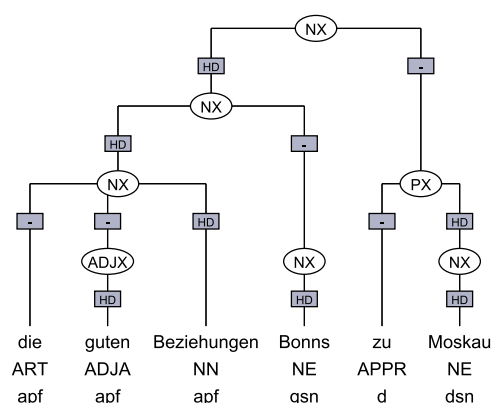 NX
HD -
NX
HD -
NX PX
- - HD - HD
ADJX NX NX
HD HD HD
die guten Beziehungen Bonns zu Moskau
ART ADJA NN NE APPR NE
apf apf apf gsn d dsn